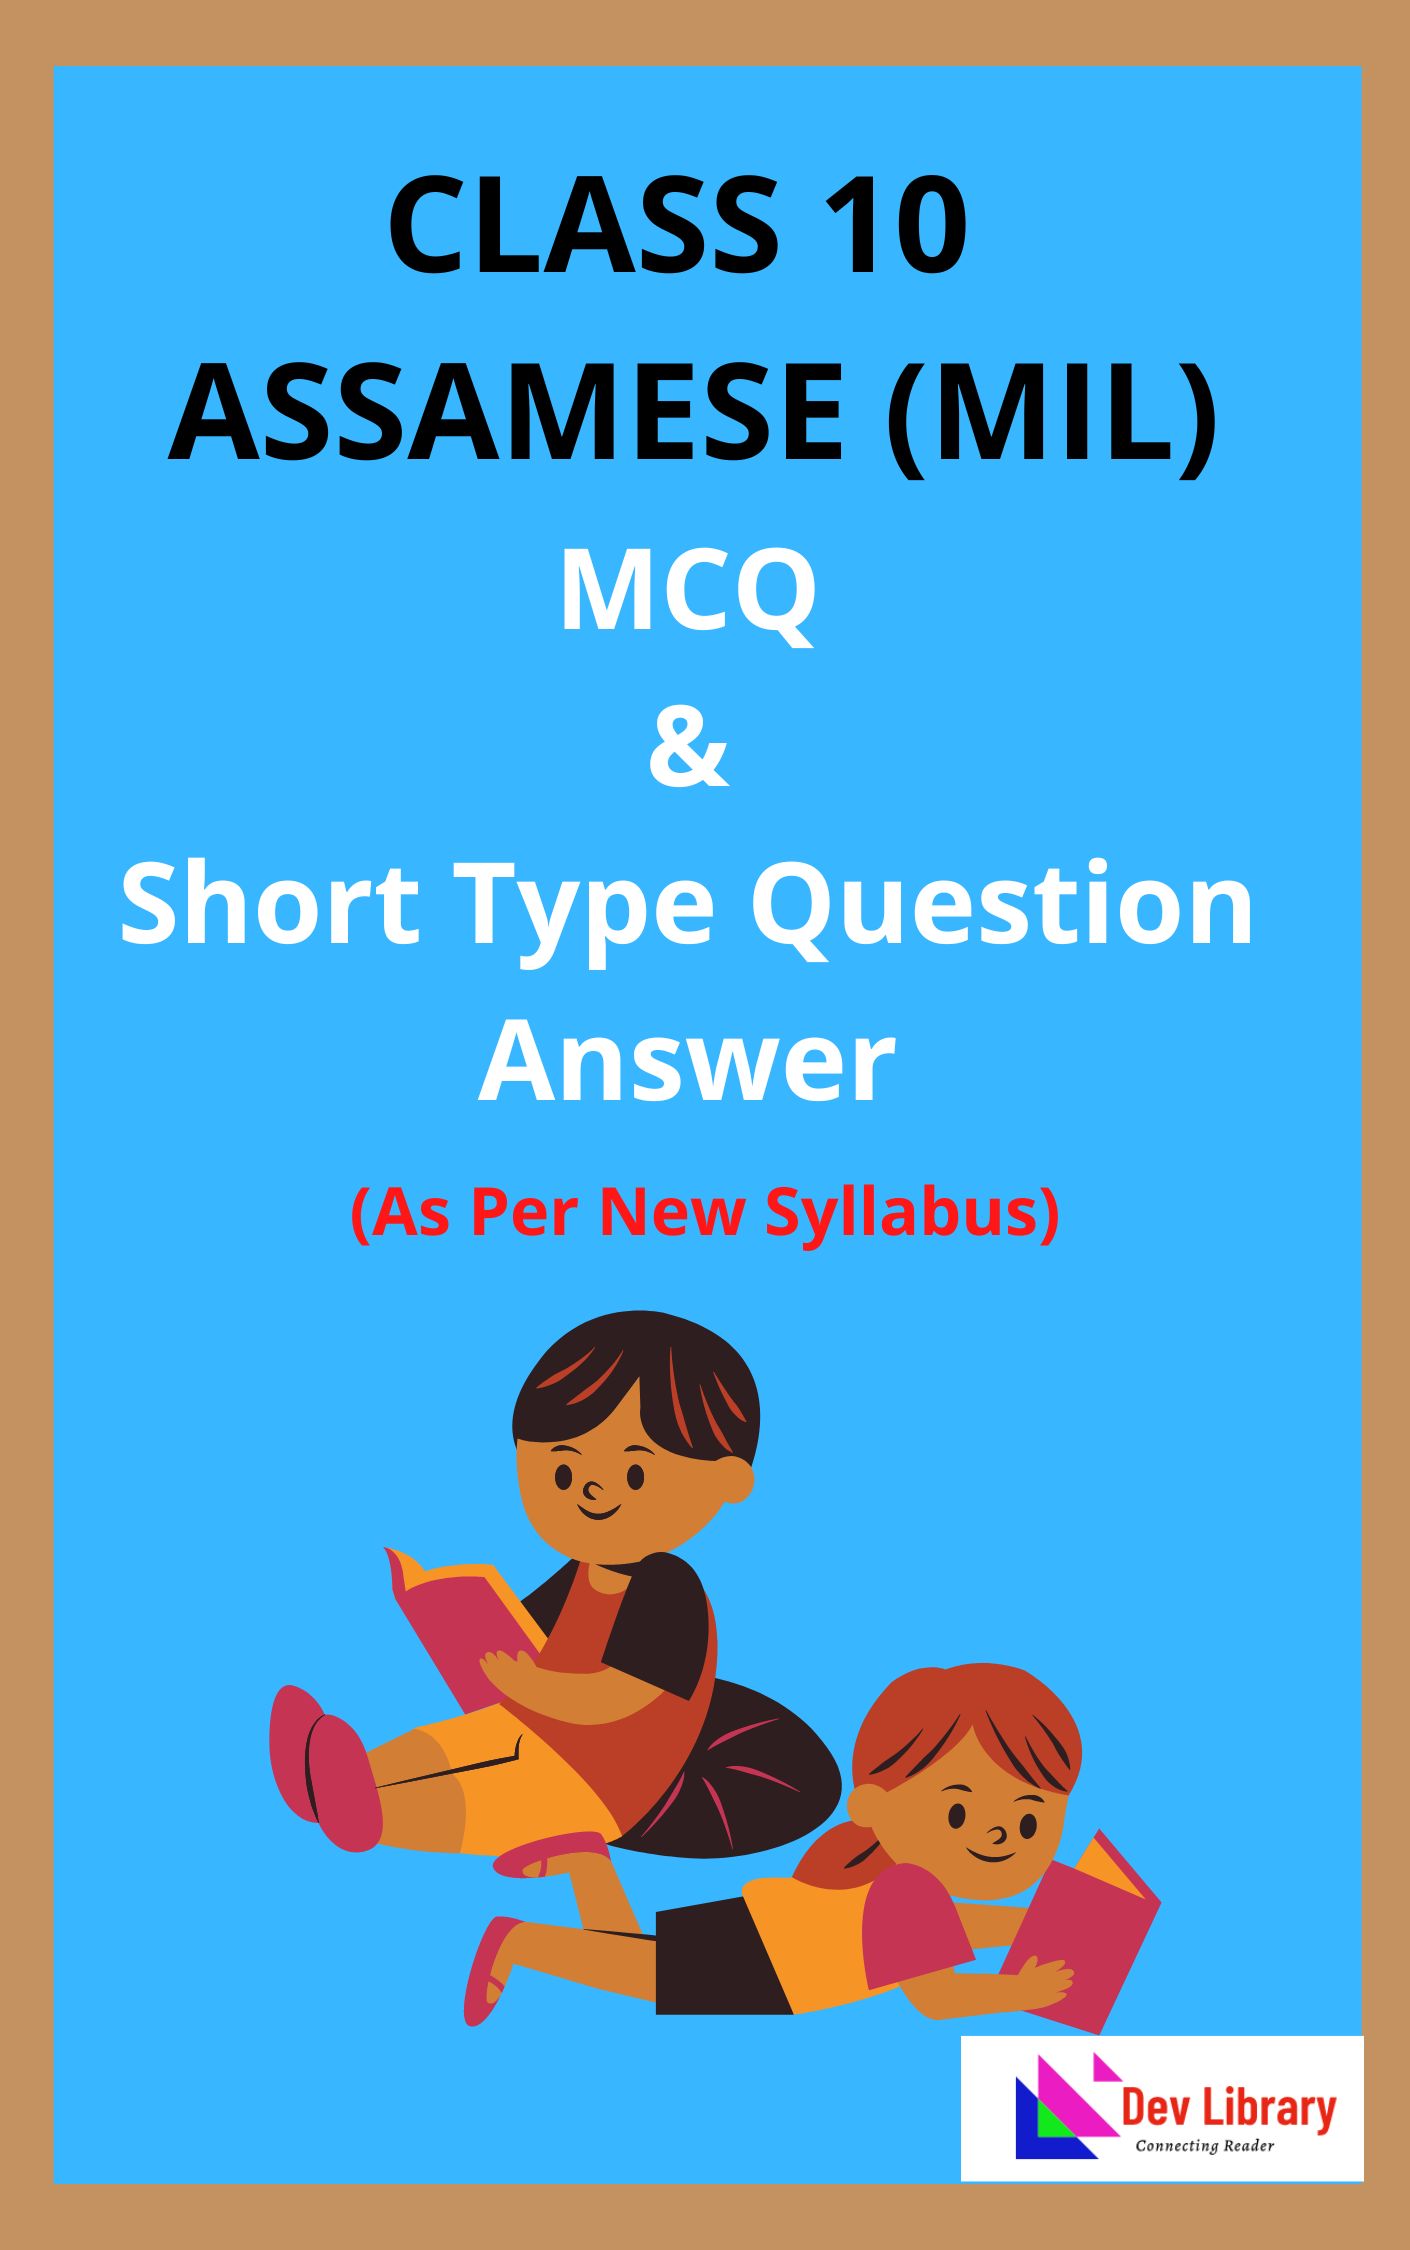 CLASS 10
ASSAMESE (MIL)
MCQ
&
Short Type Question
Answer
(As Per New Syllabus)
Dev Library
Connecting Reader